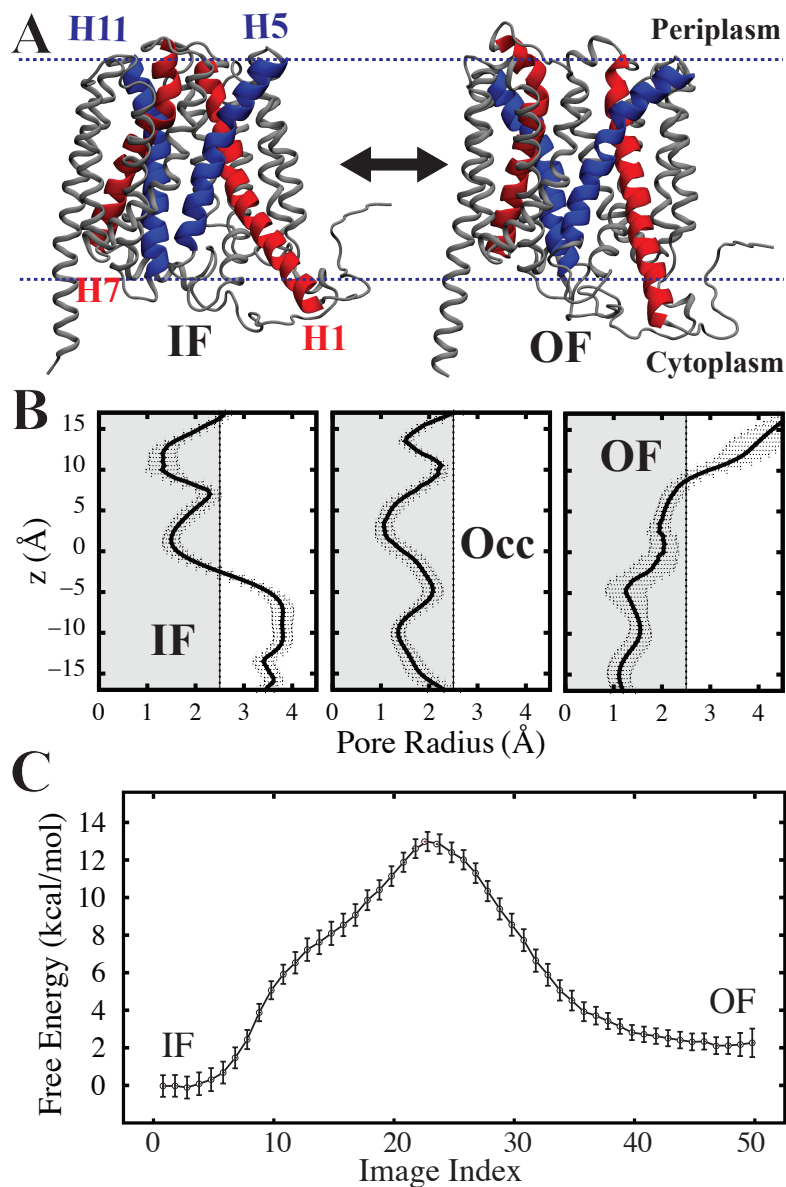 A
H11
H5
Periplasm
H7
IF
H1
OF
Cytoplasm
B
15
10
5
0
−5
−10
−15
z (Å)
IF
Occ
OF
0 1 2 3 4
0 1 2 3 4
0 1 2 3 4
Pore Radius (Å)
C
14
12
10
8
6
4
2
0
Free Energy (kcal/mol)
IF
OF
0 10 20 30 40 50
Image Index